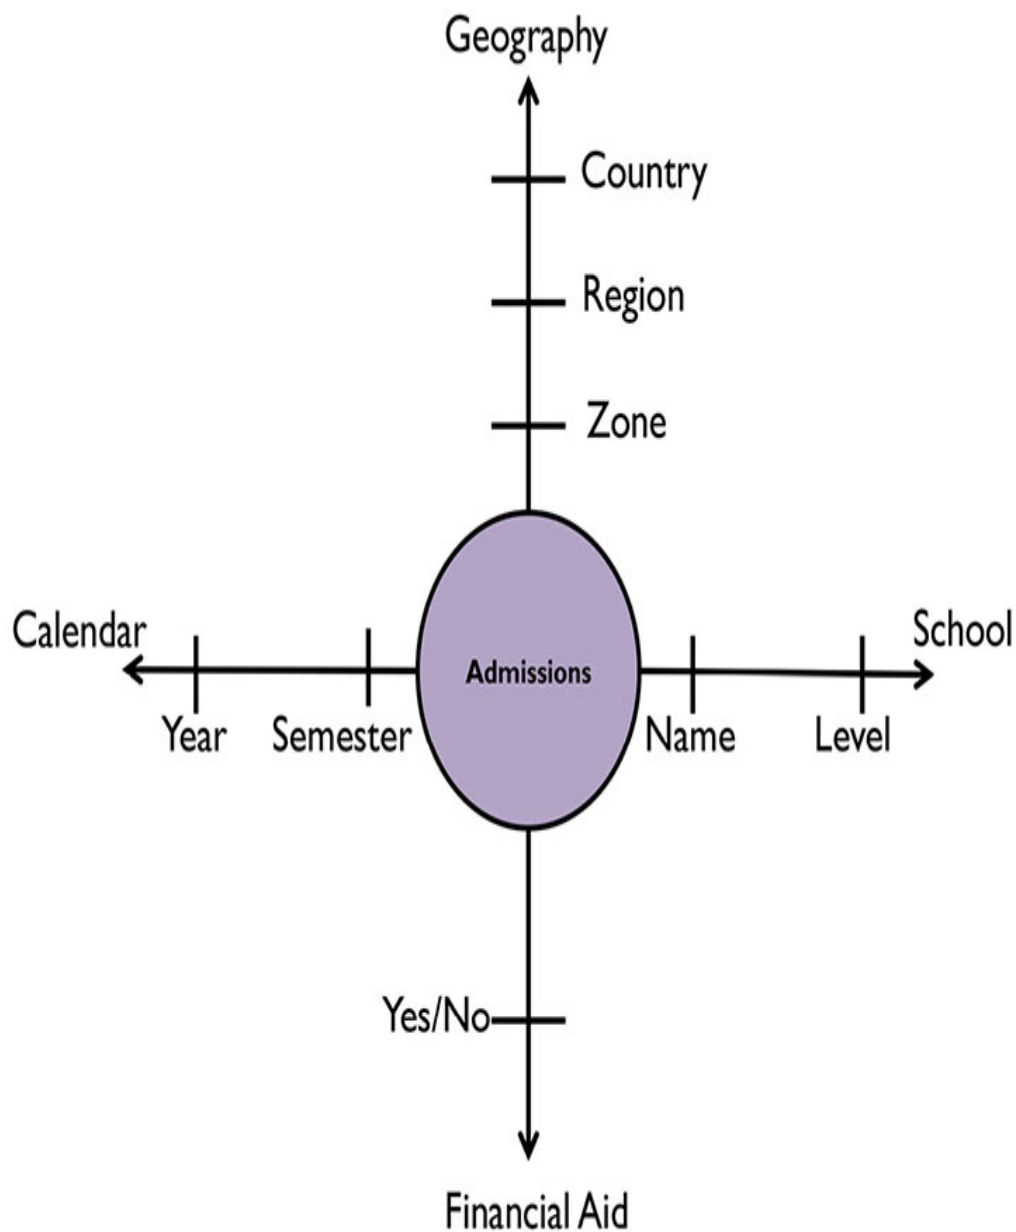 Geography
Country
Region
Zone
Calendar
School
Admissions
Year
Semester
Name
Level
Yes/No
Financial Aid